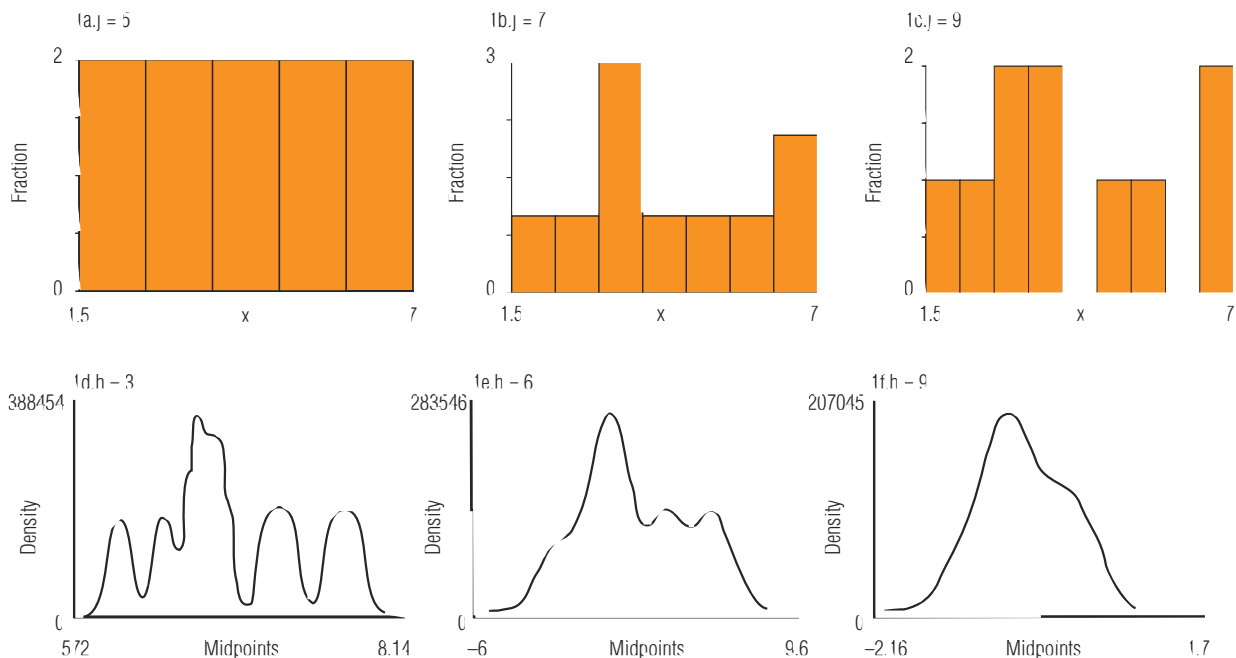 1a.j = 5
2
Fraction
0
1.5
x
7
1b.j = 7
3
Fraction
0
1.5
x
7
1c.j = 9
2
Fraction
0
1.5
x
7
1d.h – 3
388454
Density
0
572
Midpoints
8.14
1e.h – 6
283546
Density
0
–6
Midpoints
9.6
1f.h – 9
207045
Density
0
–2.16
Midpoints
1.7